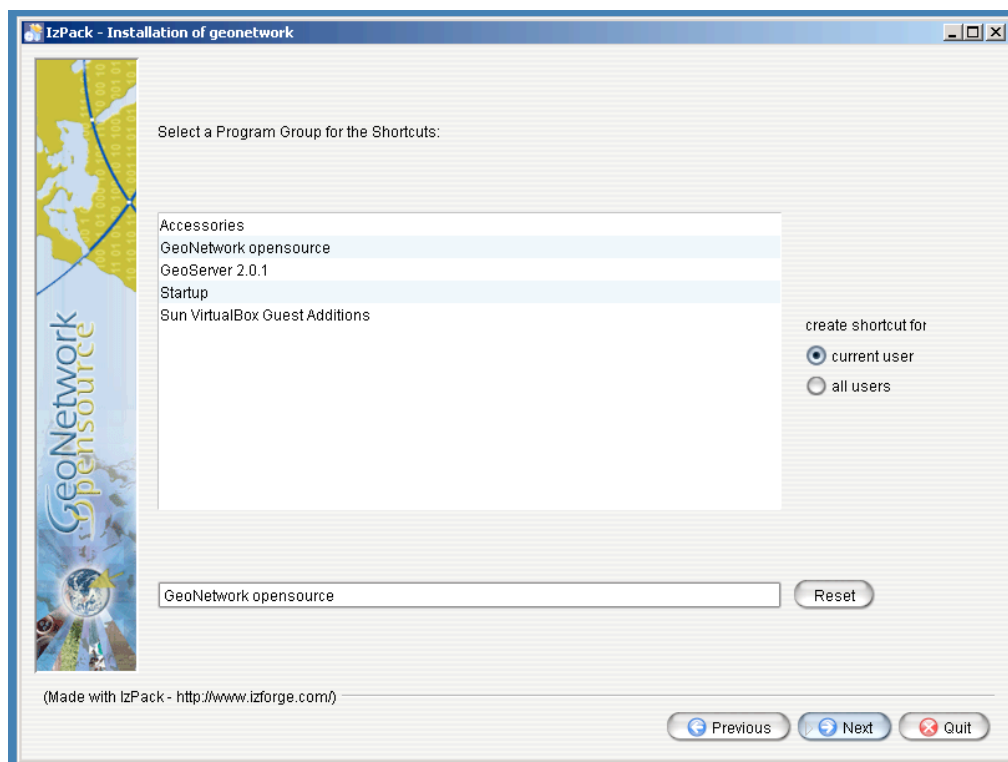 IzPack - Installation of geonetwork
GeoNetwork
opensource
Select a Program Group for the Shortcuts:
Accessories
GeoNetwork opensource
GeoServer 2.0.1
Startup
Sun VirtualBox Guest Additions
create shortcut for
current user
all users
GeoNetwork opensource
Reset
(Made with IzPack - http://www.izforge.com/)
Previous
Next
Quit